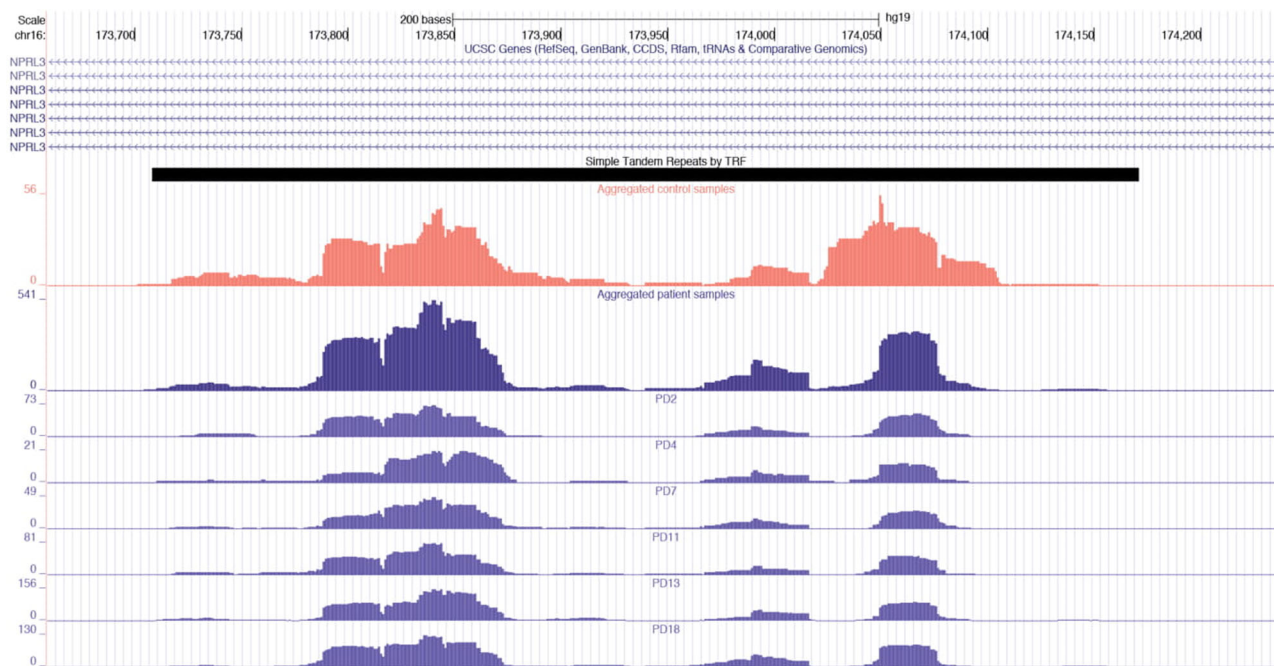 Scale 200 bases hg19
chr16: 173,700 173,750 173,800 173,850 173,900 173,950 174,000 174,050 174,100 174,150 174,200
UCSC Genes (RefSeq, GenBank, CCDS, Rfam, tRNAs & Comparative Genomics)
NPRL3
NPRL3
NPRL3
NPRL3
NPRL3
NPRL3
NPRL3
Simple Tandem Repeats by TRF
Aggregated control samples
56
0
Aggregated patient samples
541
0
PD2
73
0
PD4
21
0
PD7
49
0
PD11
81
0
PD13
156
0
PD18
130
0